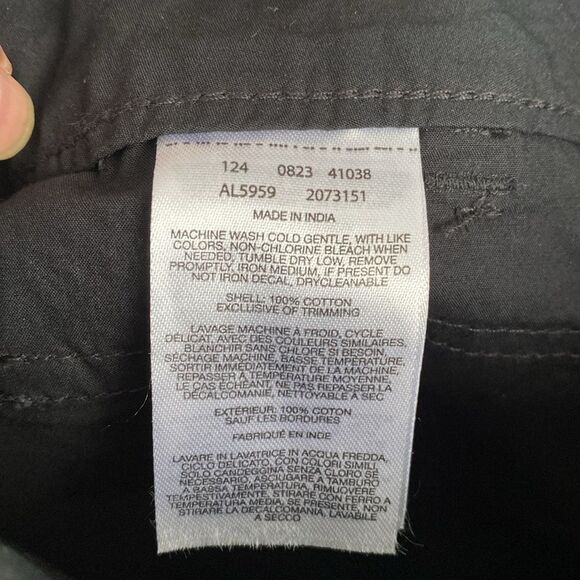 124 0823 41038
AL5959 2073151
MADE IN INDIA
MACHINE WASH COLD GENTLE, WITH LIKE
COLORS, NON-CHLORINE BLEACH WHEN
NEEDED, TUMBLE DRY LOW, REMOVE
PROMPTLY, IRON MEDIUM, IF PRESENT DO
NOT IRON DECAL, DRYCLEANABLE
SHELL: 100% COTTON
EXCLUSIVE OF TRIMMING
LAVAGE MACHINE À FROID, CYCLE
DÉLICAT, AVEC DES COULEURS SIMILAIRES,
BLANCHIR SANS CHLORE SI BESOIN,
SÉCHAGE MACHINE, BASSE TEMPÉRATURE,
SORTIR IMMÉDIATEMENT DE LA MACHINE,
REPASSER À TEMPÉRATURE MOYENNE,
LE CAS ÉCHÉANT, NE PAS REPASSER LA
DÉCALCOMANIE, NETTOYABLE A SEC
EXTÉRIEUR: 100% COTON
SAUF LES BORDURES
FABRIQUÉ EN INDE
LAVARE IN LAVATRICE IN ACQUA FREDDA,
CICLO DELICATO, CON COLORI SIMILI,
SOLO CANDEGGINA SENZA CLORO SE
NECESSARIO, ASCIUGARE A TAMBURO
A BASSA TEMPERATURA, RIMUOVERE
TEMPESTIVAMENTE, STIRARE CON FERRO A
TEMPERATURA MEDIA, SE PRESENTE, NON
STIRARE LA DECALCOMANIA, LAVABILE
A SECCO